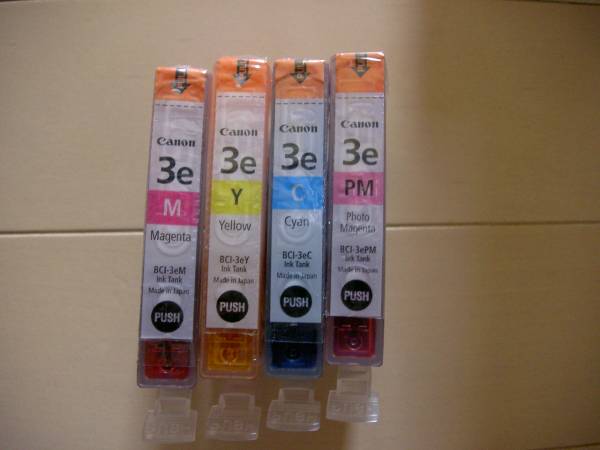 Canon
3e
M
Magenta
BCI-3eM
Ink Tank
Made in Japan
PUSH
Canon
3e
Y
Yellow
BCI-3eY
Ink Tank
Made in Japan
PUSH
Canon
3e
C
Cyan
BCI-3eC
Ink Tank
Made in Japan
PUSH
Canon
3e
PM
Photo
Magenta
BCI-3ePM
Ink Tank
Made in Japan
PUSH